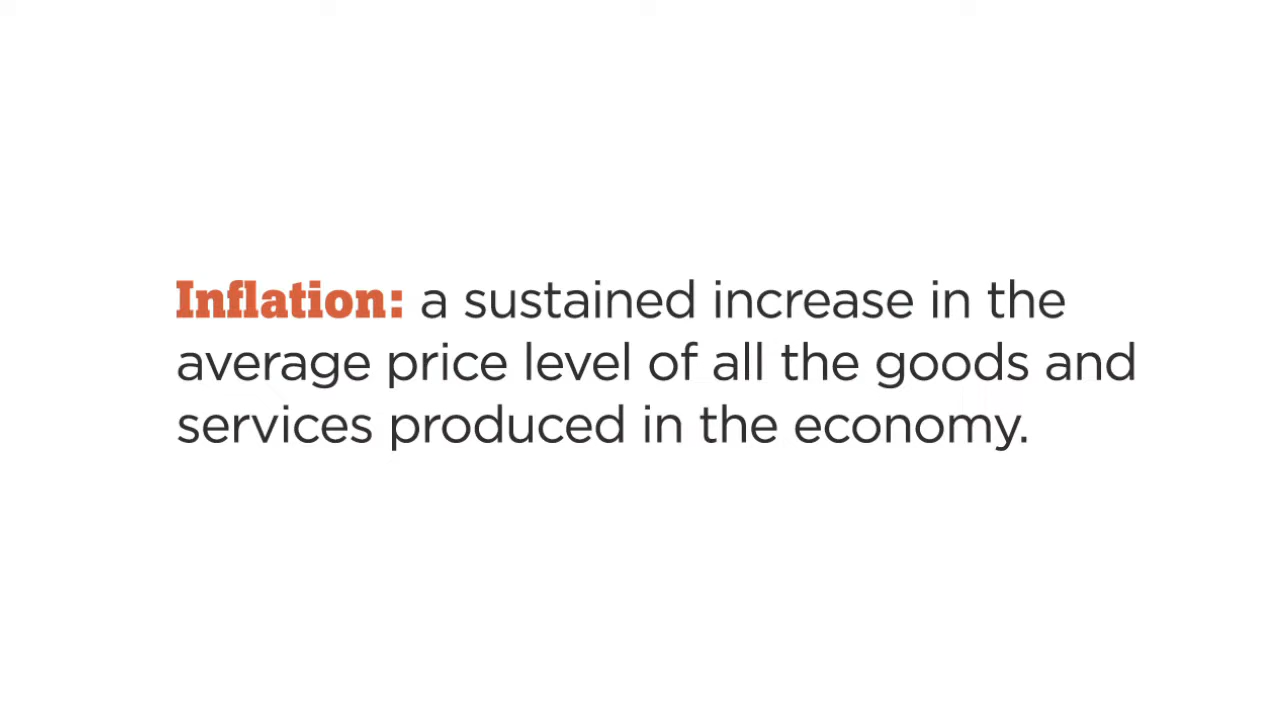 Inflation: a sustained increase in the
average price level of all the goods and
services produced in the economy.